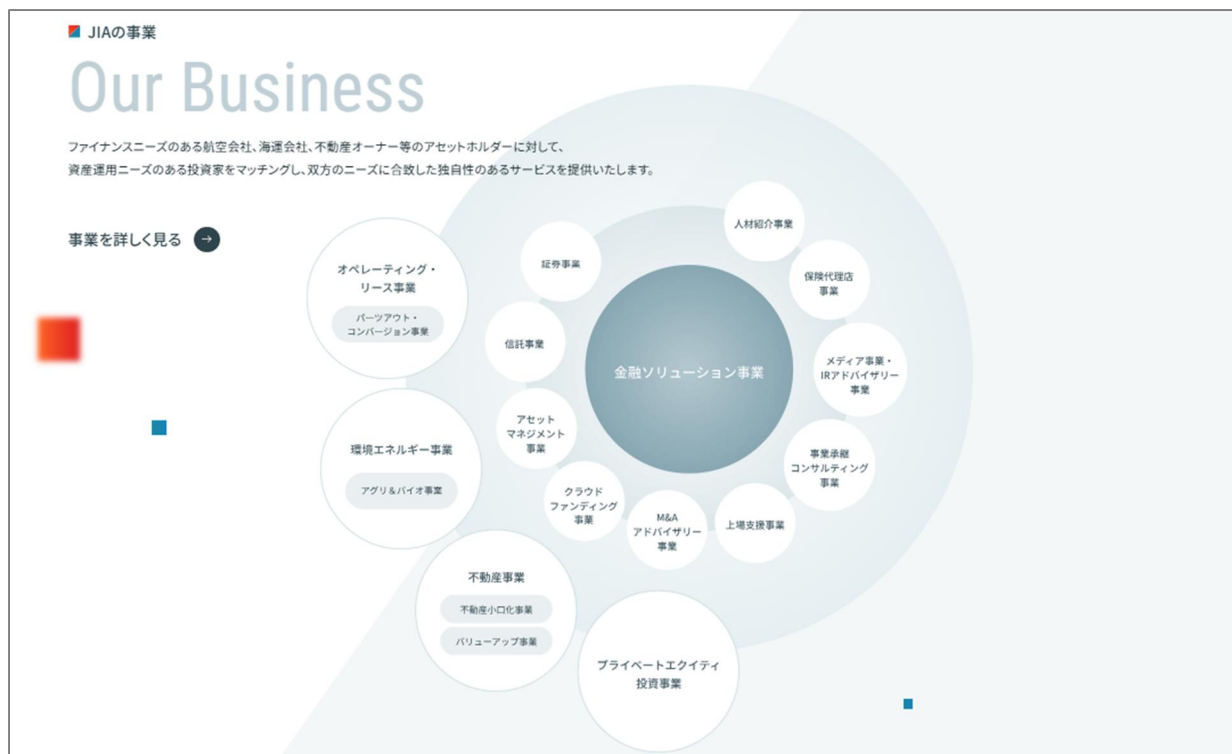 JIAの事業
Our Business
ファイナンスニーズのある航空会社、海運会社、不動産オーナー等のアセットホルダーに対して、
資産運用ニーズのある投資家をマッチングし、双方のニーズに合致した独自性のあるサービスを提供いたします。
事業を詳しく見る
オペレーティング・
リース事業
パーツアウト・
コンバージョン事業
環境エネルギー事業
アグリ＆バイオ事業
不動産事業
不動産小口化事業
バリューアップ事業
プライベートエクイティ
投資事業
証券事業
信託事業
アセット
マネジメント
事業
クラウド
ファンディング
事業
M&A
アドバイザリー
事業
上場支援事業
事業承継
コンサルティング
事業
メディア事業・
IRアドバイザリー
事業
保険代理店
事業
人材紹介事業
金融ソリューション事業